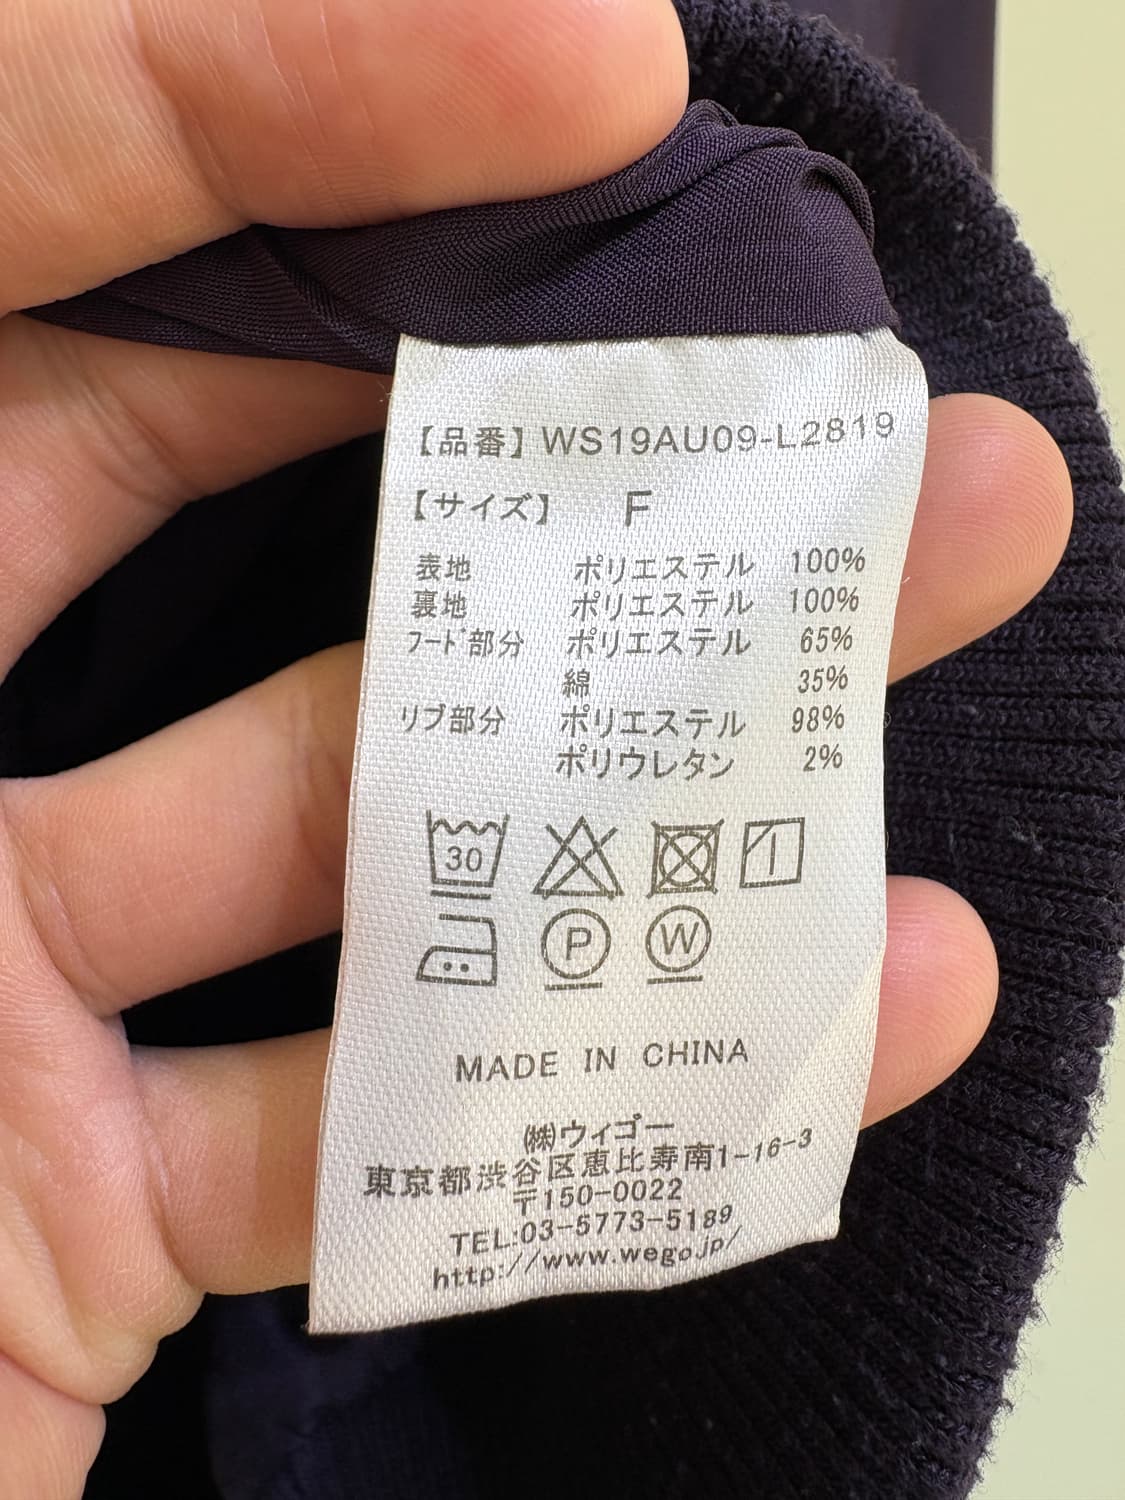 【品番】 WS19AU09-L2819
【サイズ】 F
表地 ポリエステル 100%
裏地 ポリエステル 100%
フード部分 ポリエステル 65%
綿 35%
リブ部分 ポリエステル 98%
ポリウレタン 2%
30
P W
MADE IN CHINA
㈱ウィゴー
東京都渋谷区恵比寿南1-16-3
〒150-0022
TEL:03-5773-5189
http://www.wego.jp/